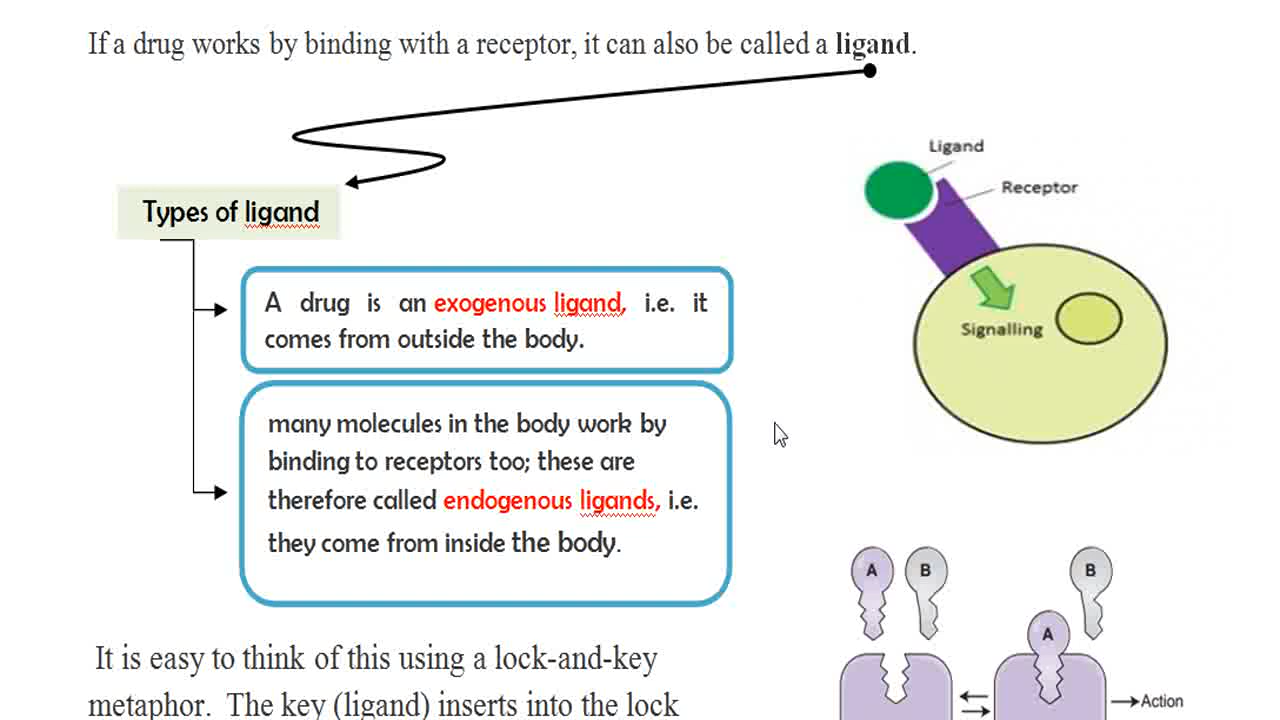 If a drug works by binding with a receptor, it can also be called a ligand.
Types of ligand
A drug is an exogenous ligand, i.e. it
comes from outside the body.
many molecules in the body work by
binding to receptors too; these are
therefore called endogenous ligands, i.e.
they come from inside the body.
Ligand
Receptor
Signalling
It is easy to think of this using a lock-and-key
metaphor. The key (ligand) inserts into the lock
A
B
B
A
Action